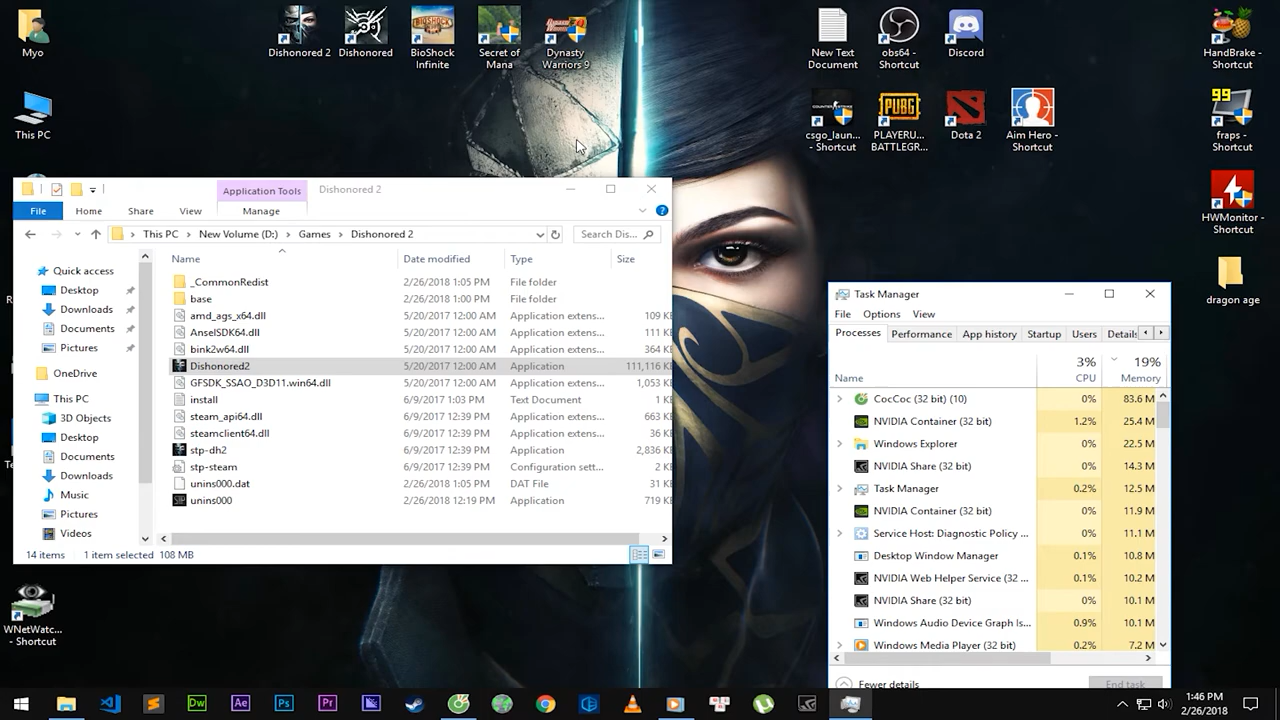 Myo
Dishonored 2
Dishonored
BioShock
Infinite
Secret of
Mana
Dynasty
Warriors 9
New Text
Document
obs64 -
Shortcut
Discord
HandBrake -
Shortcut
This PC
csgo_laun...
- Shortcut
PLAYERU...
BATTLEGR...
Dota 2
Aim Hero -
Shortcut
99
fraps -
Shortcut
HWMonitor -
Shortcut
dragon age
WNetWatc...
- Shortcut
Application Tools
Dishonored 2
File
Home
Share
View
Manage
This PC
New Volume (D:)
Games
Dishonored 2
Search Dis...
Name
Date modified
Type
Size
Quick access
Desktop
Downloads
Documents
Pictures
OneDrive
This PC
3D Objects
Desktop
Documents
Downloads
Music
Pictures
Videos
_CommonRedist 2/26/2018 1:05 PM File folder
base 2/26/2018 1:00 PM File folder
amd_ags_x64.dll 5/20/2017 12:00 AM Application extens... 109 KB
AnselSDK64.dll 5/20/2017 12:00 AM Application extens... 111 KB
bink2w64.dll 5/20/2017 12:00 AM Application extens... 364 KB
Dishonored2 5/20/2017 12:00 AM Application 111,116 KB
GFSDK_SSAO_D3D11.win64.dll 5/20/2017 12:00 AM Application extens... 1,053 KB
install 6/9/2017 1:03 PM Text Document 1 KB
steam_api64.dll 6/9/2017 12:39 PM Application extens... 663 KB
steamclient64.dll 6/9/2017 12:39 PM Application extens... 36 KB
stp-dh2 6/9/2017 12:39 PM Application 2,836 KB
stp-steam 6/9/2017 12:39 PM Configuration sett... 2 KB
unins000.dat 2/26/2018 1:05 PM DAT File 31 KB
unins000 2/26/2018 12:19 PM Application 719 KB
14 items 1 item selected 108 MB
Task Manager
File Options View
Processes Performance App history Startup Users Details
3% 19%
Name CPU Memory
CocCoc (32 bit) (10) 0% 83.6 M
NVIDIA Container (32 bit) 1.2% 25.4 M
Windows Explorer 0% 22.5 M
NVIDIA Share (32 bit) 0% 14.3 M
Task Manager 0.2% 12.5 M
NVIDIA Container (32 bit) 0% 11.9 M
Service Host: Diagnostic Policy ... 0% 11.1 M
Desktop Window Manager 0.1% 10.8 M
NVIDIA Web Helper Service (32 ... 0.1% 10.2 M
NVIDIA Share (32 bit) 0% 10.1 M
Windows Audio Device Graph Is... 0.9% 10.1 M
Windows Media Player (32 bit) 0.2% 7.2 M
Fewer details
End task
Dw
Ae
Ps
Pr
1:46 PM
2/26/2018